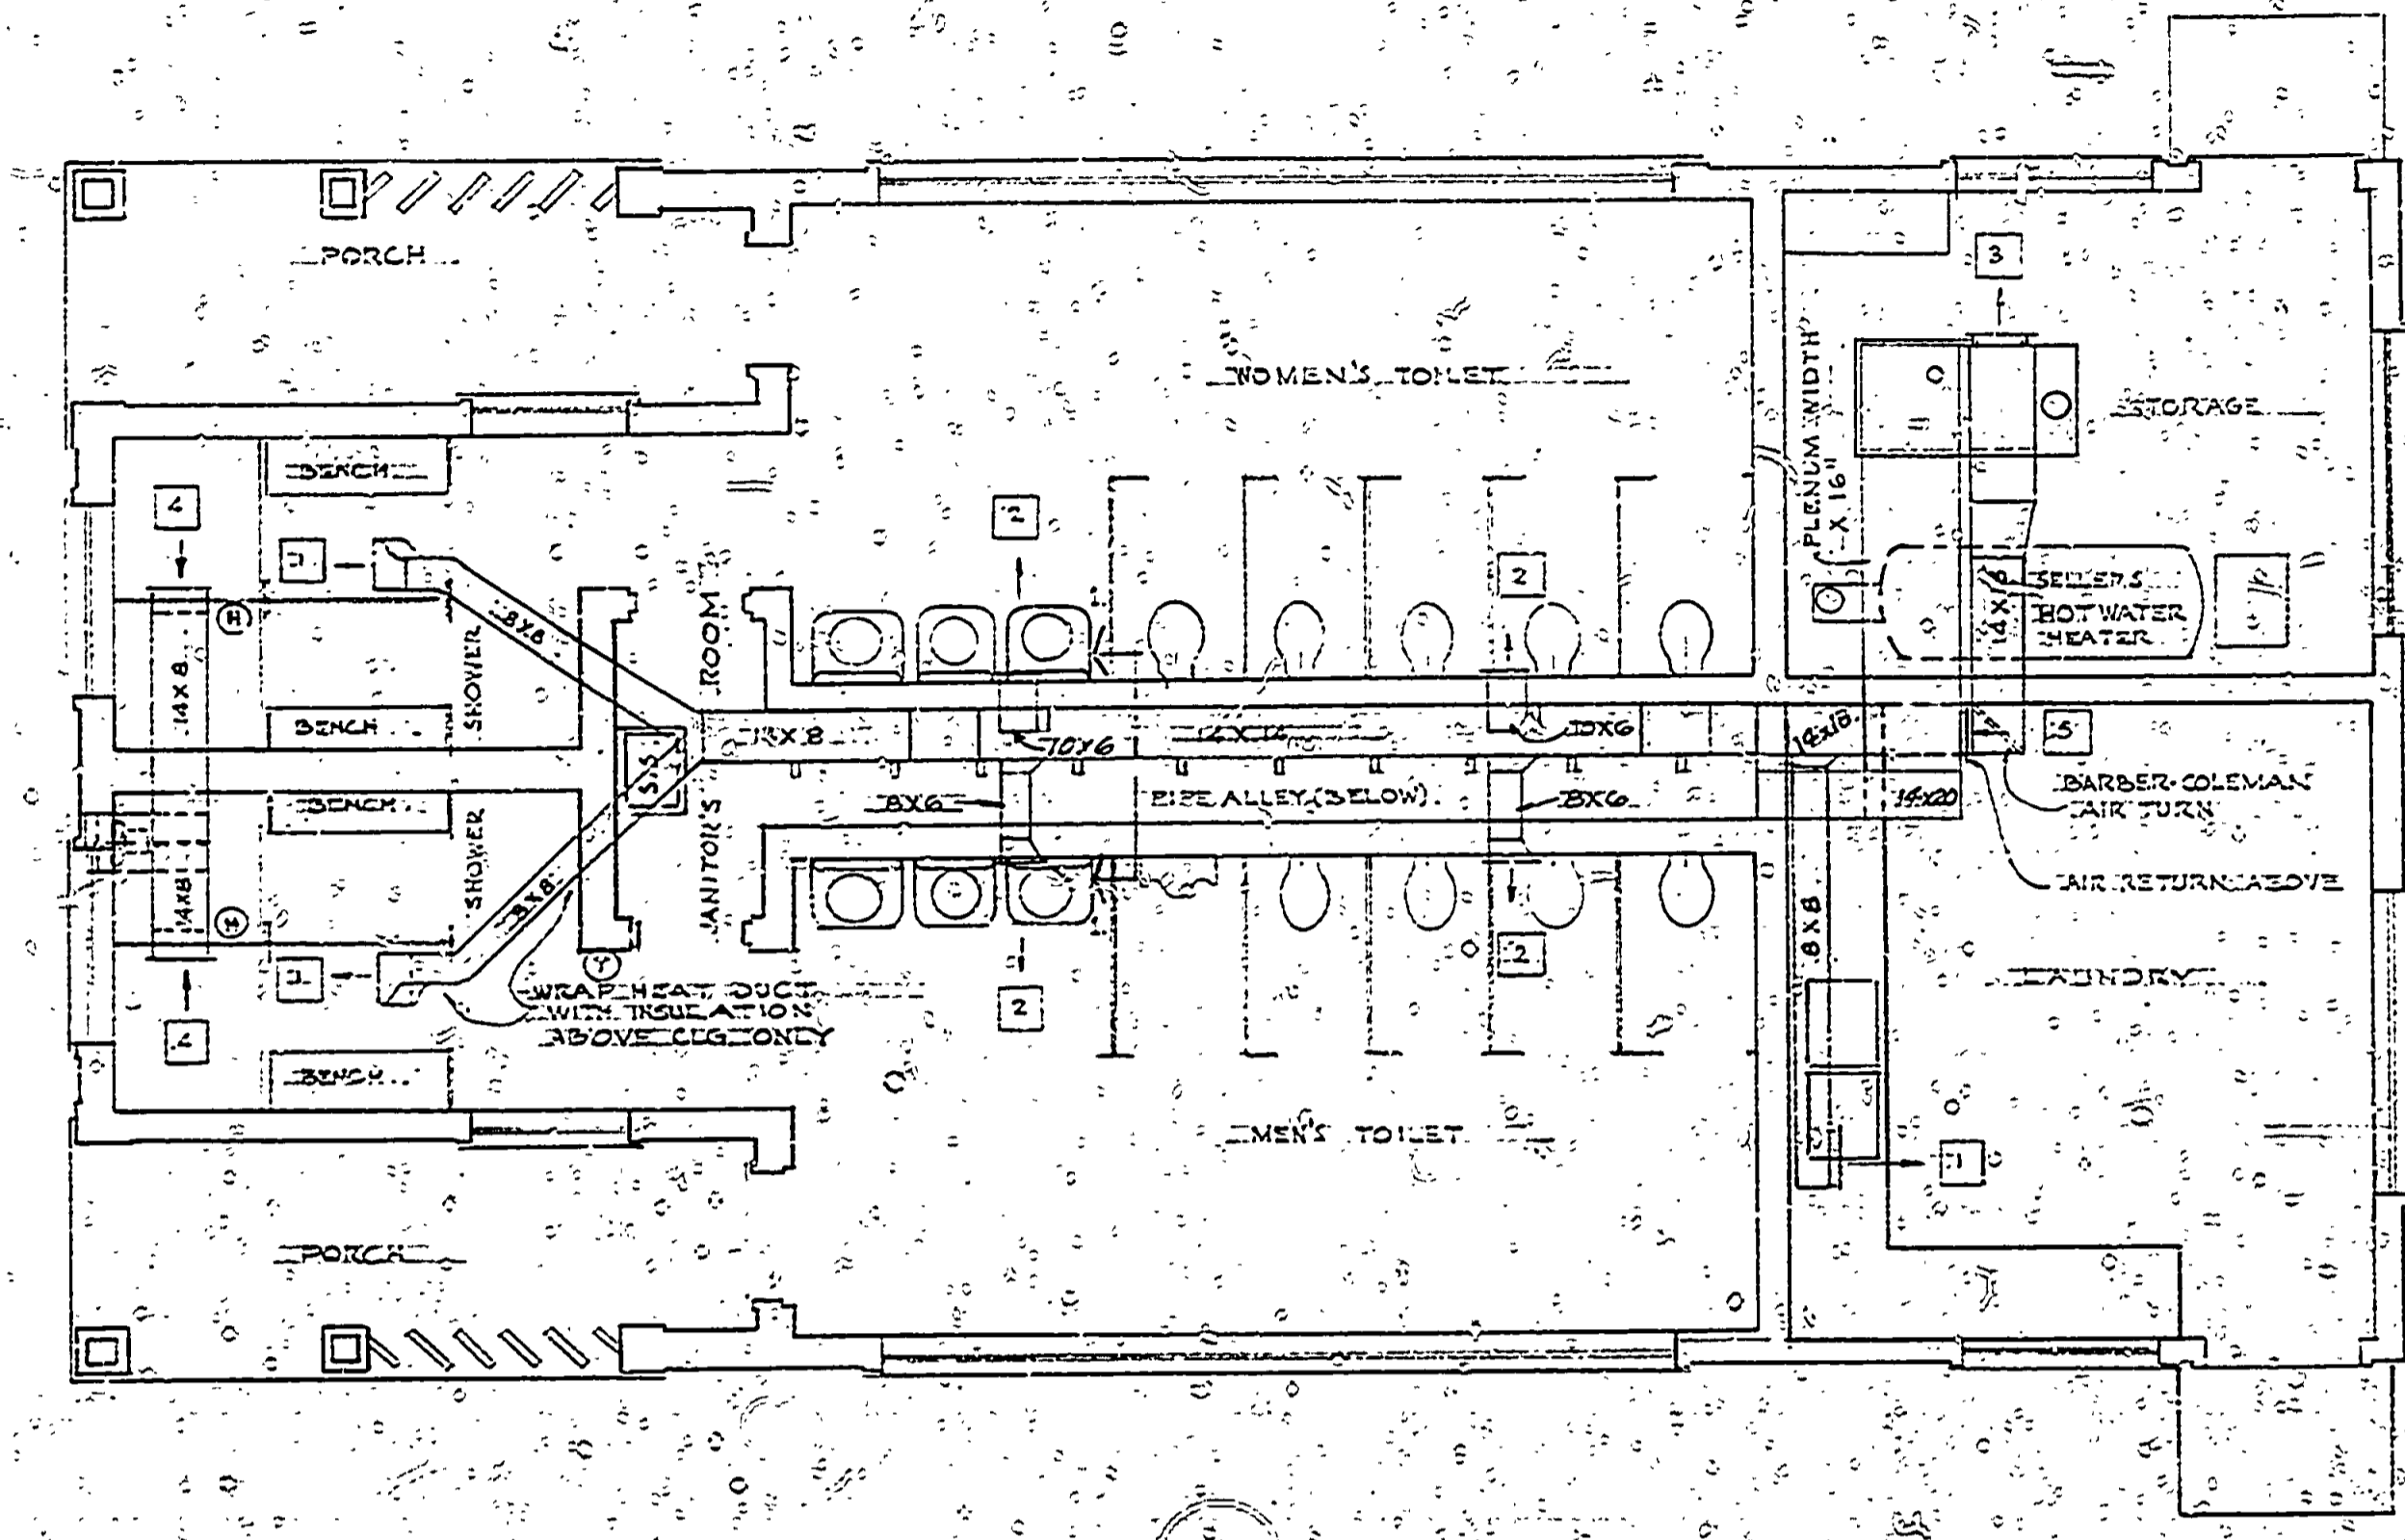 PORCH
3
WOMEN'S TOILET
PLENUM WIDTH
X 16"
STORAGE
BENCH
2
2
1
8X8
SHOWER
JANITOR'S ROOM
14X8
14X18
SELLERS
HOT WATER
HEATER
BENCH
S.S.
10X6
10X6
5
8X6
PIPE ALLEY (BELOW)
8X6
14X20
BARBER-COLEMAN
AIR TURN
BENCH
14X8
SHOWER
8X8
8X8
AIR RETURN ABOVE
1
2
2
WRAP HEAT DUCT
WITH INSULATION
ABOVE CLG ONLY
LAUNDRY
BENCH
MEN'S TOILET
1
PORCH